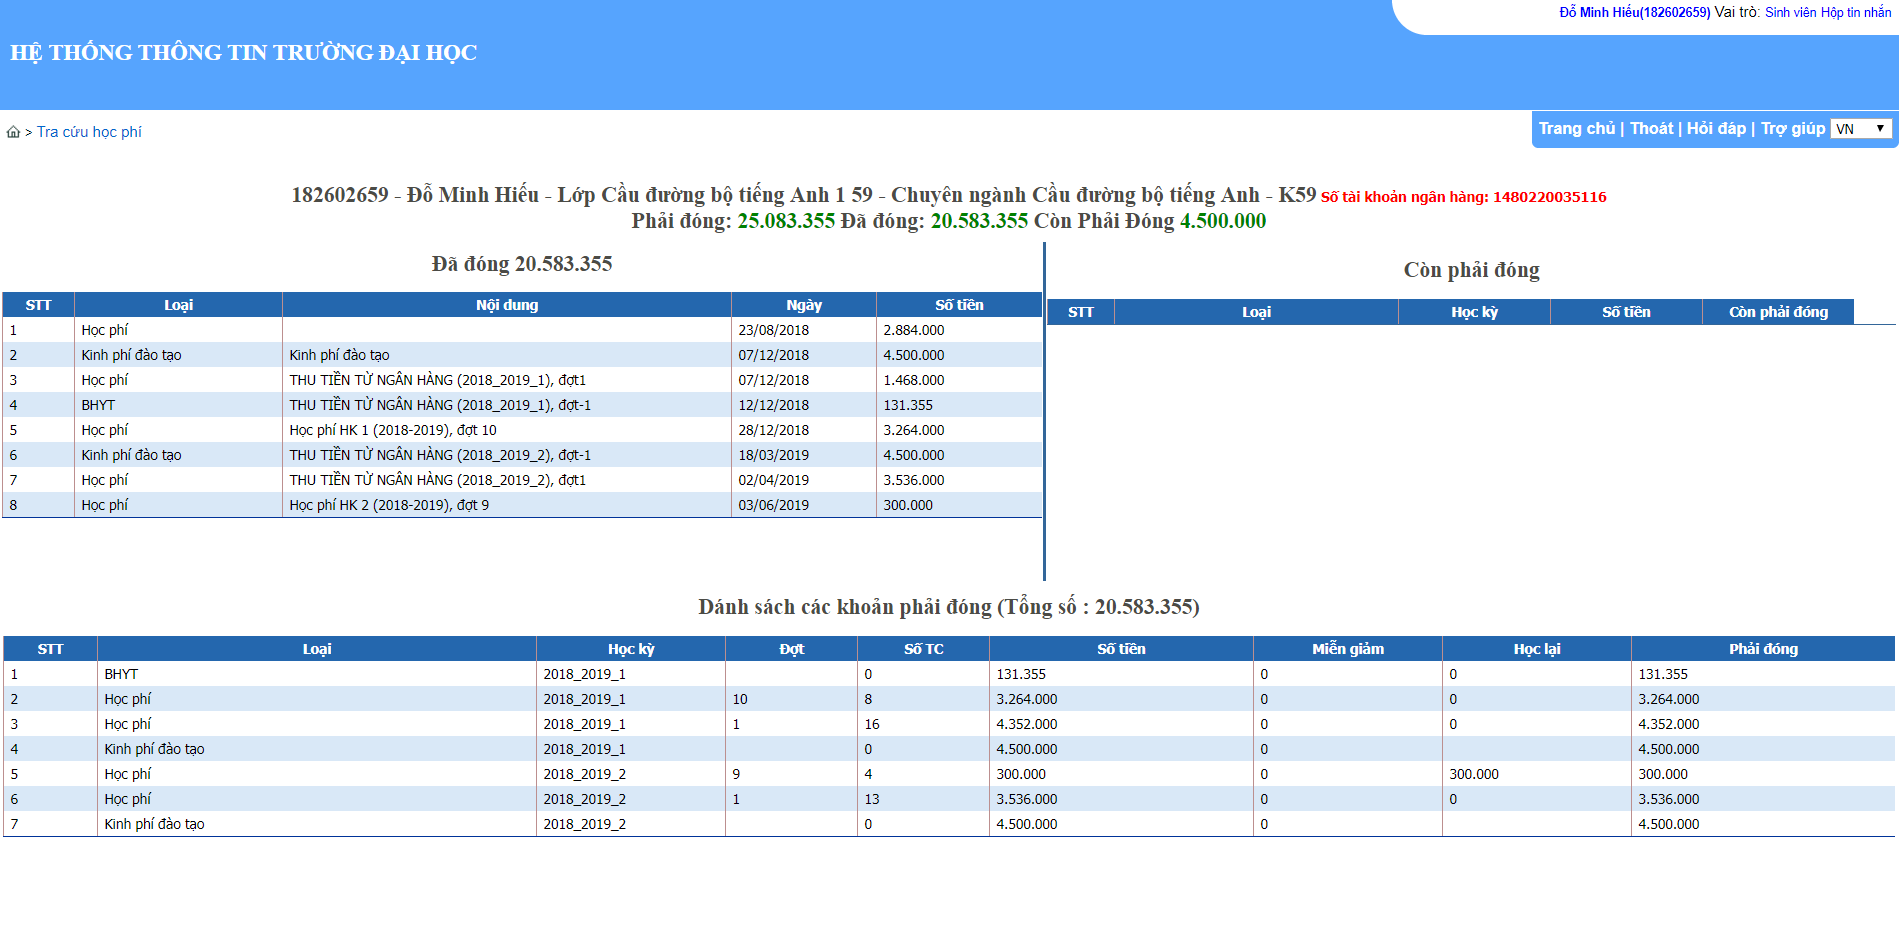 Đỗ Minh Hiếu(182602659) Vai trò: Sinh viên Hộp tin nhắn
HỆ THỐNG THÔNG TIN TRƯỜNG ĐẠI HỌC
> Tra cứu học phí
Trang chủ | Thoát | Hỏi đáp | Trợ giúp VN
182602659 - Đỗ Minh Hiếu - Lớp Cầu đường bộ tiếng Anh 1 59 - Chuyên ngành Cầu đường bộ tiếng Anh - K59 Số tài khoản ngân hàng: 1480220035116
Phải đóng: 25.083.355 Đã đóng: 20.583.355 Còn Phải Đóng 4.500.000
Đã đóng 20.583.355
STT Loại Nội dung Ngày Số tiền
1 Học phí 23/08/2018 2.884.000
2 Kinh phí đào tạo Kinh phí đào tạo 07/12/2018 4.500.000
3 Học phí THU TIỀN TỪ NGÂN HÀNG (2018_2019_1), đợt1 07/12/2018 1.468.000
4 BHYT THU TIỀN TỪ NGÂN HÀNG (2018_2019_1), đợt-1 12/12/2018 131.355
5 Học phí Học phí HK 1 (2018-2019), đợt 10 28/12/2018 3.264.000
6 Kinh phí đào tạo THU TIỀN TỪ NGÂN HÀNG (2018_2019_2), đợt-1 18/03/2019 4.500.000
7 Học phí THU TIỀN TỪ NGÂN HÀNG (2018_2019_2), đợt1 02/04/2019 3.536.000
8 Học phí Học phí HK 2 (2018-2019), đợt 9 03/06/2019 300.000
Còn phải đóng
STT Loại Học kỳ Số tiền Còn phải đóng
Dánh sách các khoản phải đóng (Tổng số : 20.583.355)
STT Loại Học kỳ Đợt Số TC Số tiền Miễn giảm Học lại Phải đóng
1 BHYT 2018_2019_1 0 131.355 0 0 131.355
2 Học phí 2018_2019_1 10 8 3.264.000 0 0 3.264.000
3 Học phí 2018_2019_1 1 16 4.352.000 0 0 4.352.000
4 Kinh phí đào tạo 2018_2019_1 0 4.500.000 0 4.500.000
5 Học phí 2018_2019_2 9 4 300.000 0 300.000 300.000
6 Học phí 2018_2019_2 1 13 3.536.000 0 0 3.536.000
7 Kinh phí đào tạo 2018_2019_2 0 4.500.000 0 4.500.000